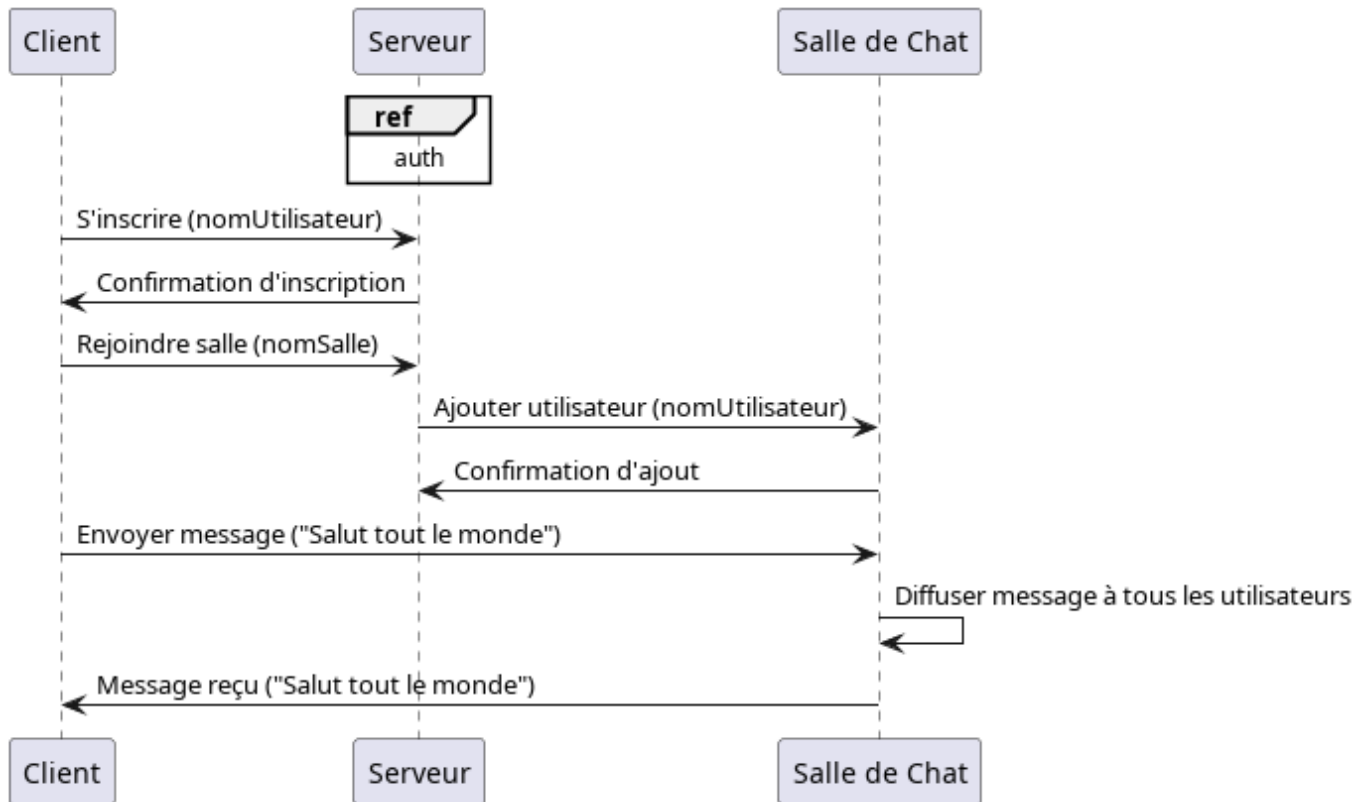 Client
Serveur
Salle de Chat
ref
auth
S'inscrire (nomUtilisateur)
Confirmation d'inscription
Rejoindre salle (nomSalle)
Ajouter utilisateur (nomUtilisateur)
Confirmation d'ajout
Envoyer message ("Salut tout le monde")
Diffuser message à tous les utilisateurs
Message reçu ("Salut tout le monde")
Client
Serveur
Salle de Chat